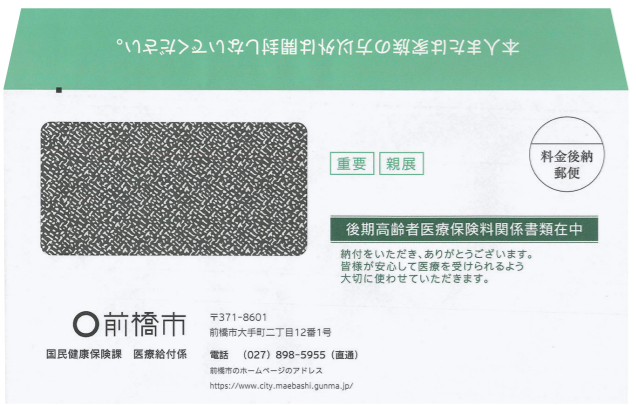 本人または家族の方以外は開封しないでください。
重要 親展
料金後納
郵便
後期高齢者医療保険料関係書類在中
納付をいただき、ありがとうございます。
皆様が安心して医療を受けられるよう
大切に使わせていただきます。
前橋市
国民健康保険課 医療給付係
〒371-8601
前橋市大手町二丁目12番1号
電話 (027) 898-5955 (直通)
前橋市のホームページのアドレス
https://www.city.maebashi.gunma.jp/